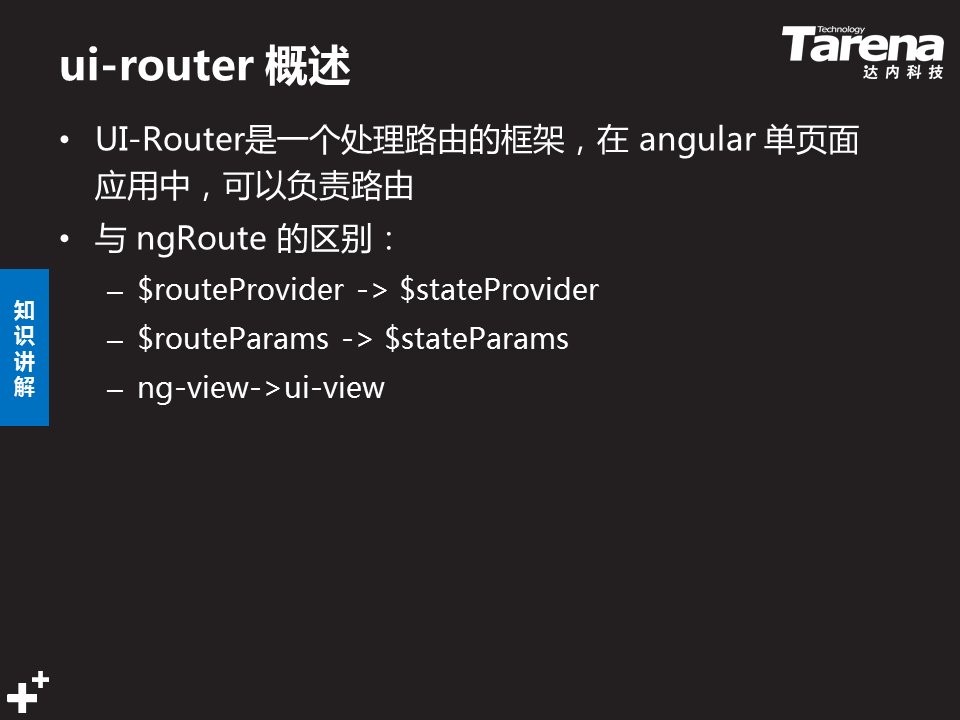 ui-router 概述
Technology
Tarena
达内科技
• UI-Router是一个处理路由的框架，在 angular 单页面
应用中，可以负责路由
• 与 ngRoute 的区别：
– $routeProvider -> $stateProvider
– $routeParams -> $stateParams
– ng-view->ui-view
知
识
讲
解